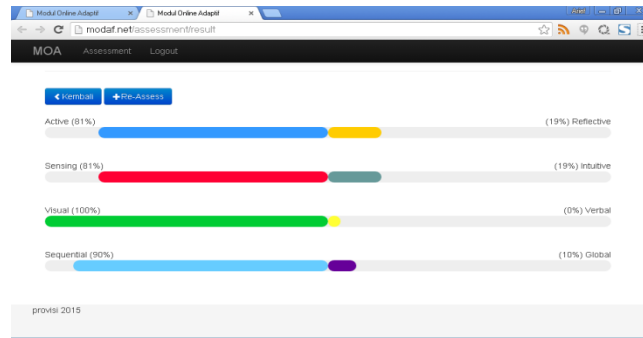 Modul Online Adaptif Modul Online Adaptif Ariel
modaf.net/assessment/result
MOA Assessment Logout
Kembali Re-Assess
Active (81%) (19%) Reflective
Sensing (81%) (19%) Intuitive
Visual (100%) (0%) Verbal
Sequential (90%) (10%) Global
provisi 2015